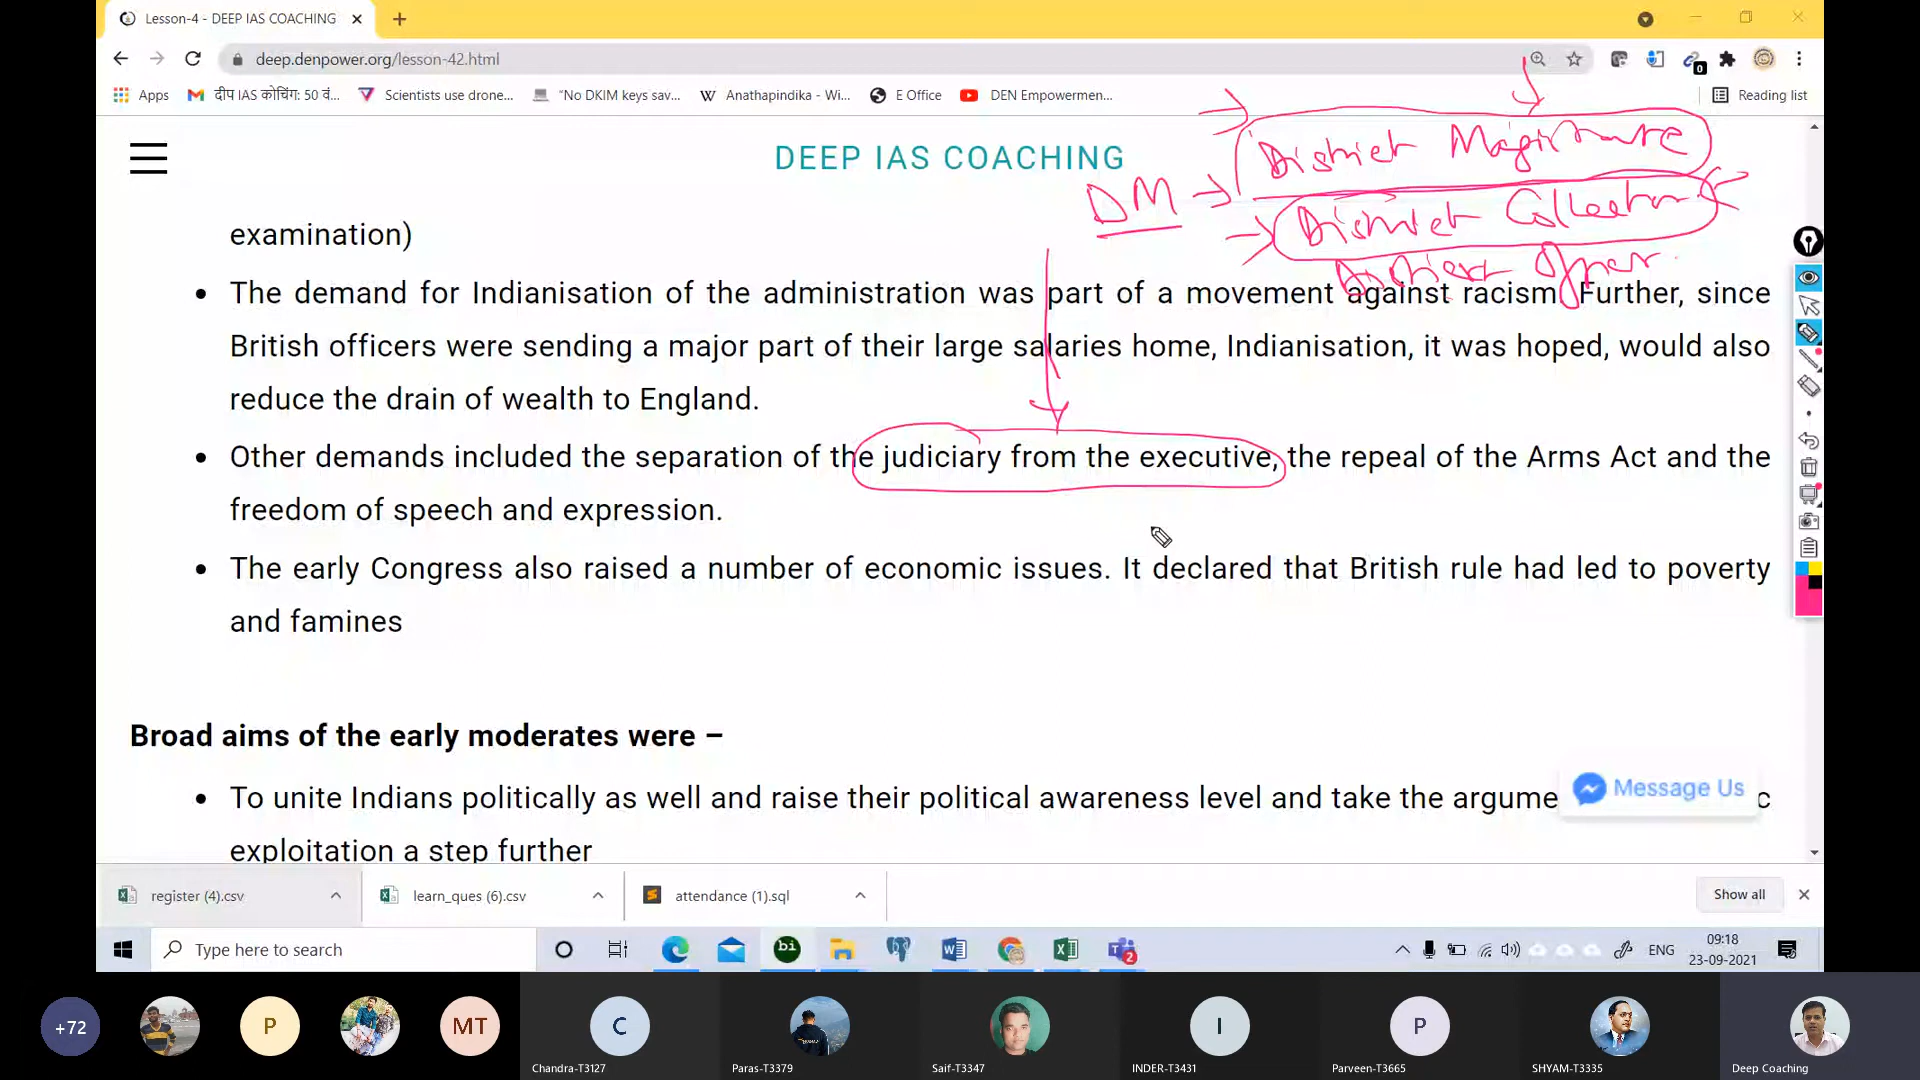 Lesson-4 - DEEP IAS COACHING
deep.denpower.org/lesson-42.html
0
Apps
दीप IAS कोचिंग: 50 वं...
Scientists use drone...
"No DKIM keys sav...
W Anathapindika - Wi...
E Office
DEN Empowermen...
Reading list
DEEP IAS COACHING
District Magistrate
DM
District Collector
District Officer
examination)
• The demand for Indianisation of the administration was part of a movement against racism. Further, since
British officers were sending a major part of their large salaries home, Indianisation, it was hoped, would also
reduce the drain of wealth to England.
• Other demands included the separation of the judiciary from the executive, the repeal of the Arms Act and the
freedom of speech and expression.
• The early Congress also raised a number of economic issues. It declared that British rule had led to poverty
and famines
Broad aims of the early moderates were –
• To unite Indians politically as well and raise their political awareness level and take the argume c
exploitation a step further
Message Us
register (4).csv
learn_ques (6).csv
attendance (1).sql
Show all
Type here to search
bi
2
ENG
09:18
23-09-2021
+72
P
MT
C
Chandra-T3127
Paras-T3379
Saif-T3347
I
INDER-T3431
P
Parveen-T3665
SHYAM-T3335
Deep Coaching